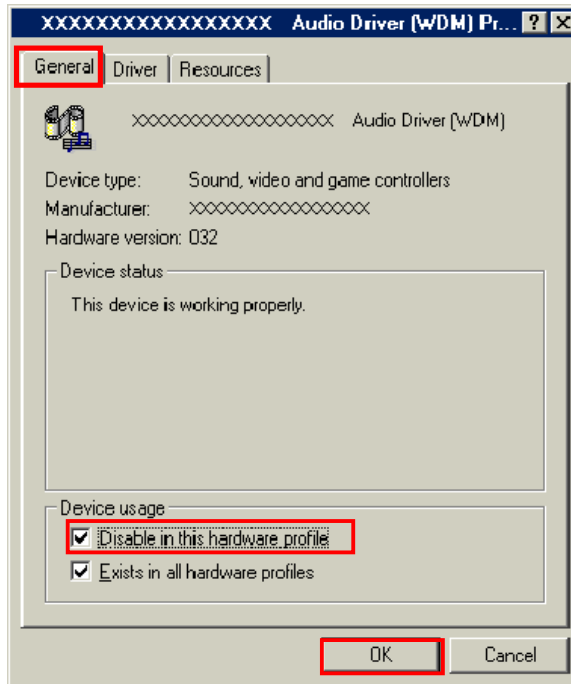 XXXXXXXXXXXXXXXXX Audio Driver (WDM) Pr... ? X
General Driver Resources
XXXXXXXXXXXXXXXXXXX Audio Driver (WDM)
Device type: Sound, video and game controllers
Manufacturer: XXXXXXXXXXXXXXXXX
Hardware version: 032
Device status
This device is working properly.
Device usage
Disable in this hardware profile
Exists in all hardware profiles
OK Cancel